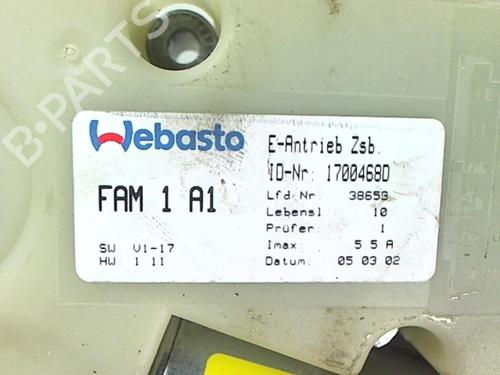 B-PARTS
Webasto
FAM 1 A1
SW V1-17
HW: 1 11
E-Antrieb Zsb.
ID-Nr: 1700468D
Lfd Nr: 38659
Lebensl 10
Prüfer: 1
Imax: 5 5 A
Datum: 05 03 02